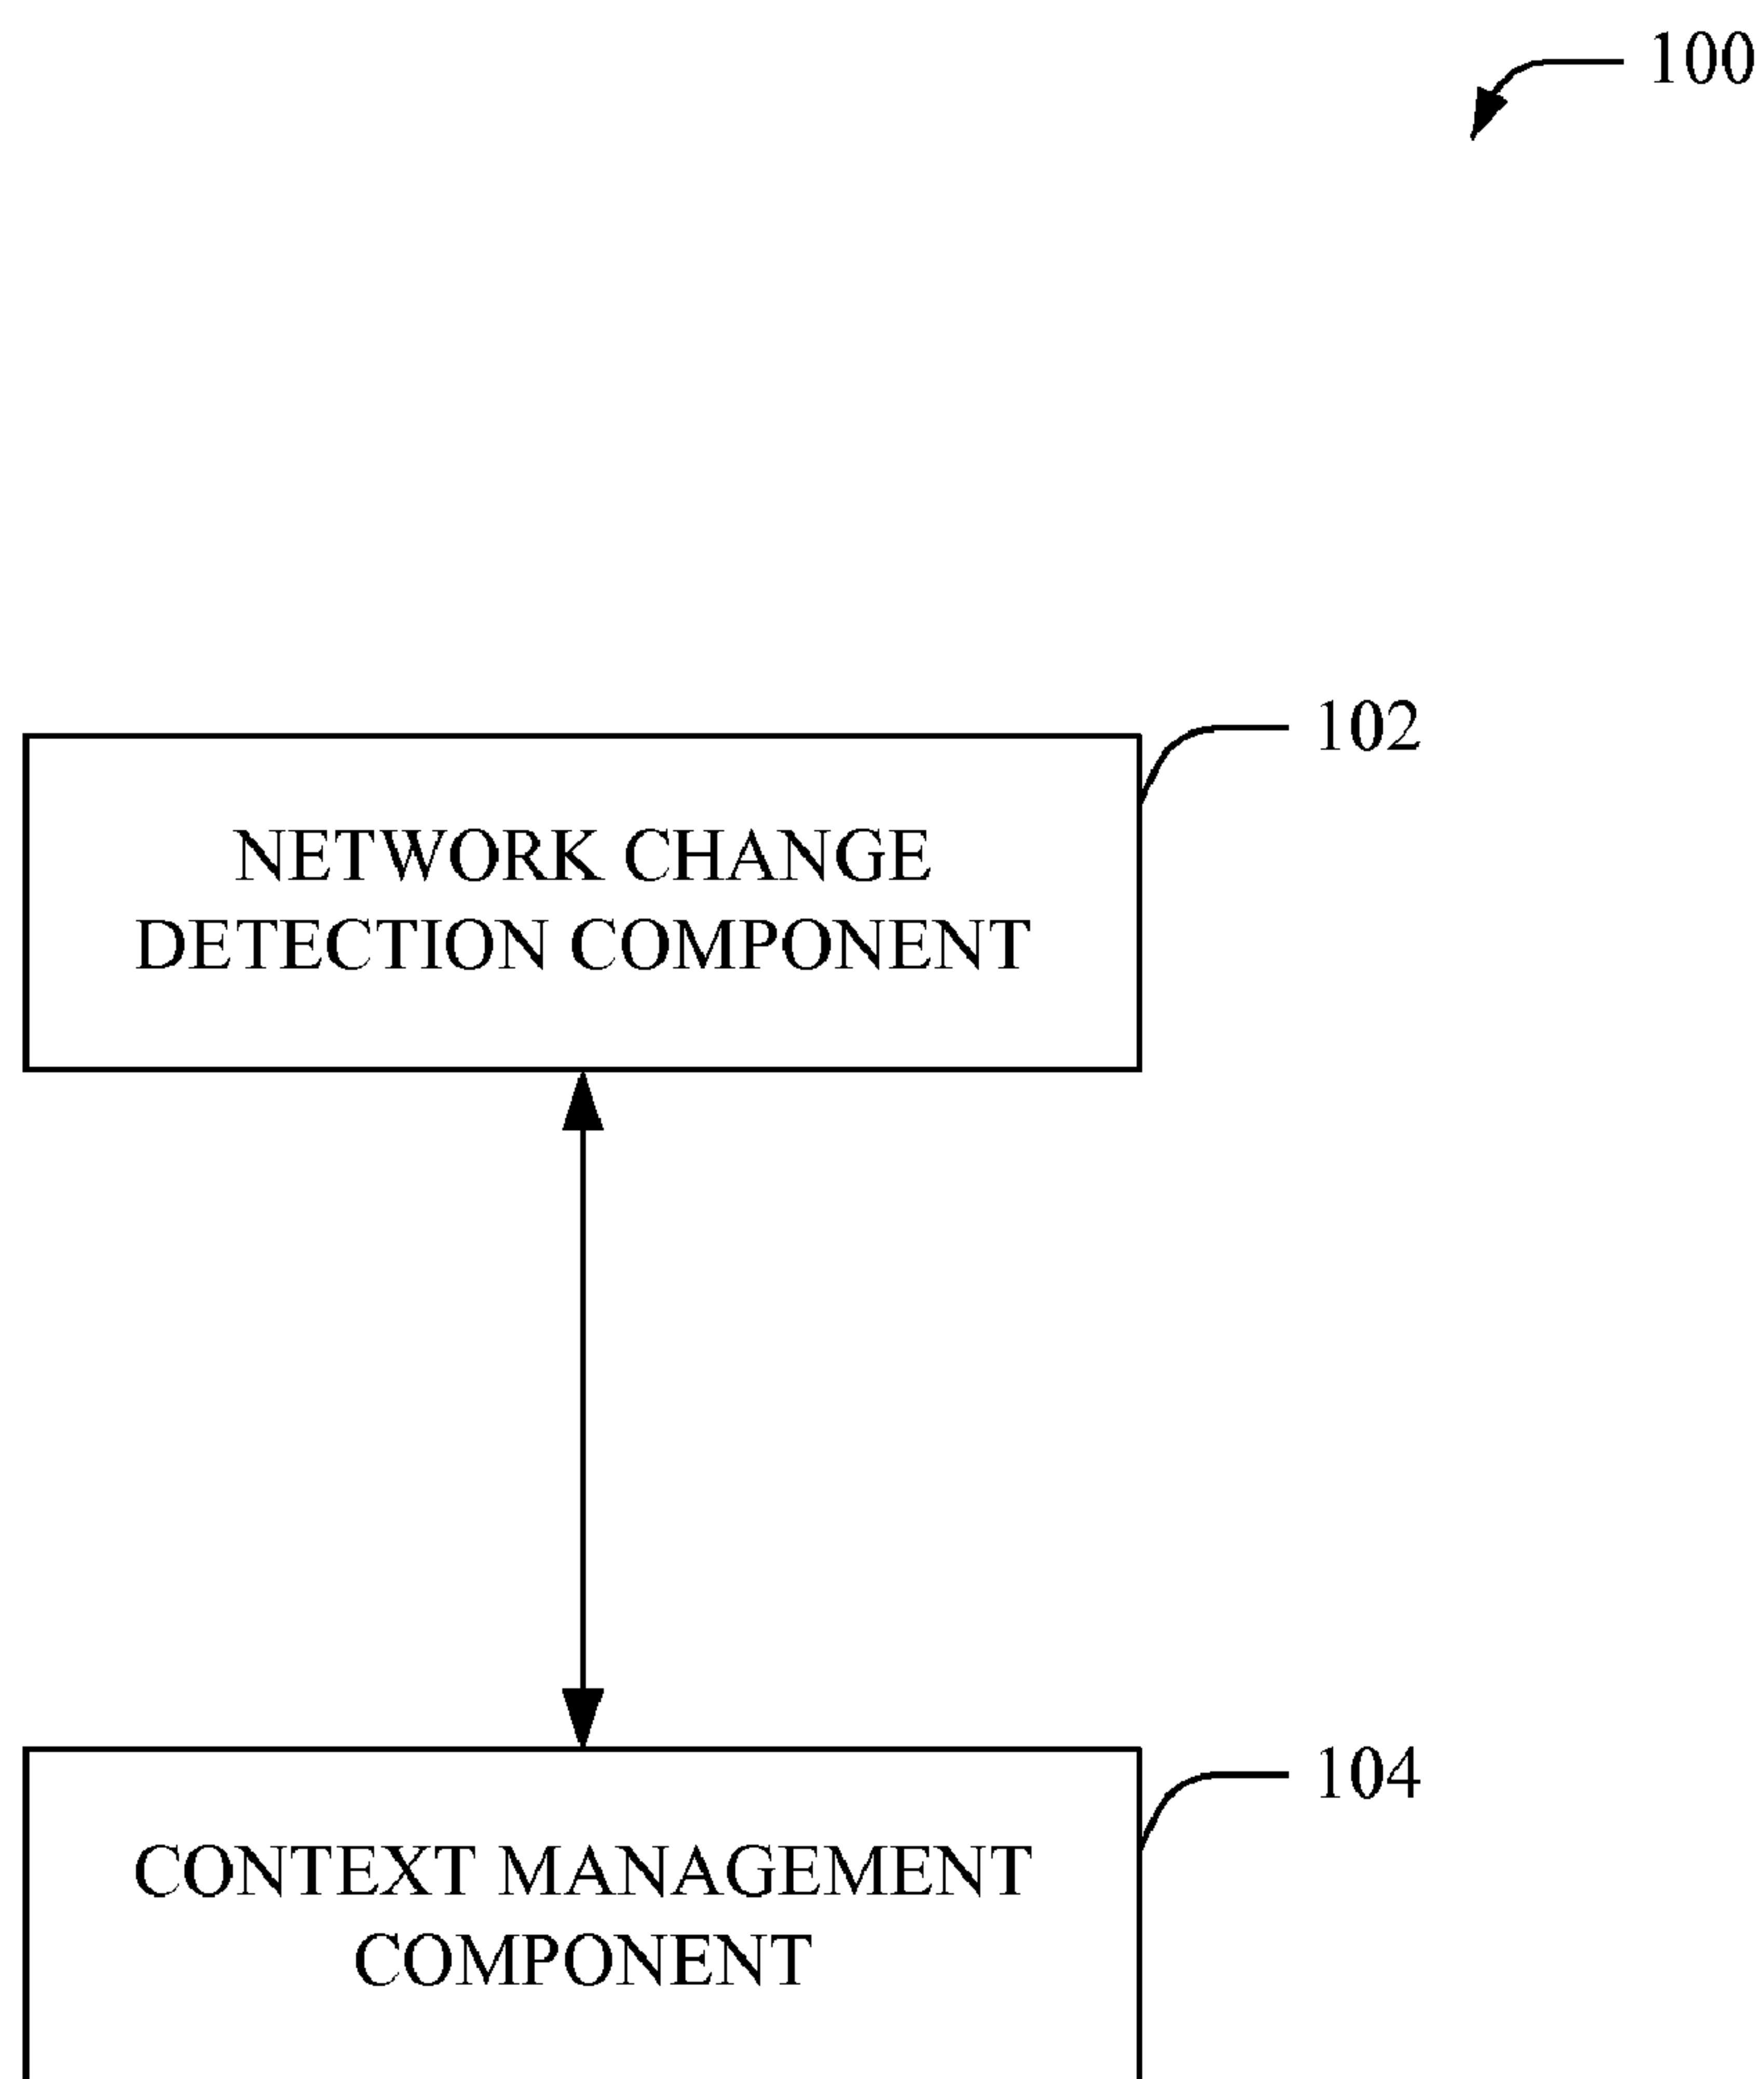 100
102
NETWORK CHANGE
DETECTION COMPONENT
104
CONTEXT MANAGEMENT
COMPONENT